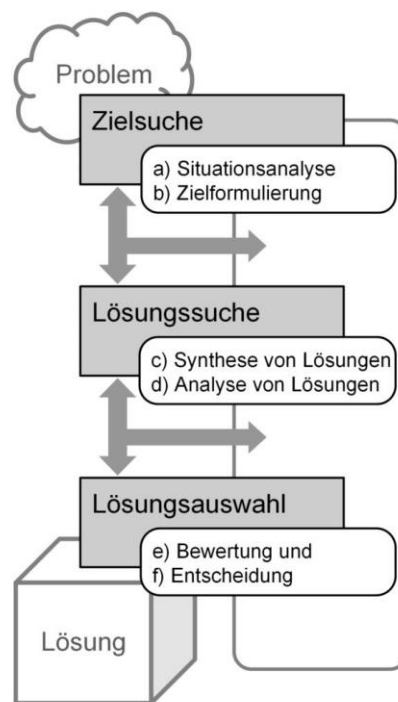 Problem
Zielsuche
a) Situationsanalyse
b) Zielformulierung
Lösungssuche
c) Synthese von Lösungen
d) Analyse von Lösungen
Lösungsauswahl
e) Bewertung und
f) Entscheidung
Lösung